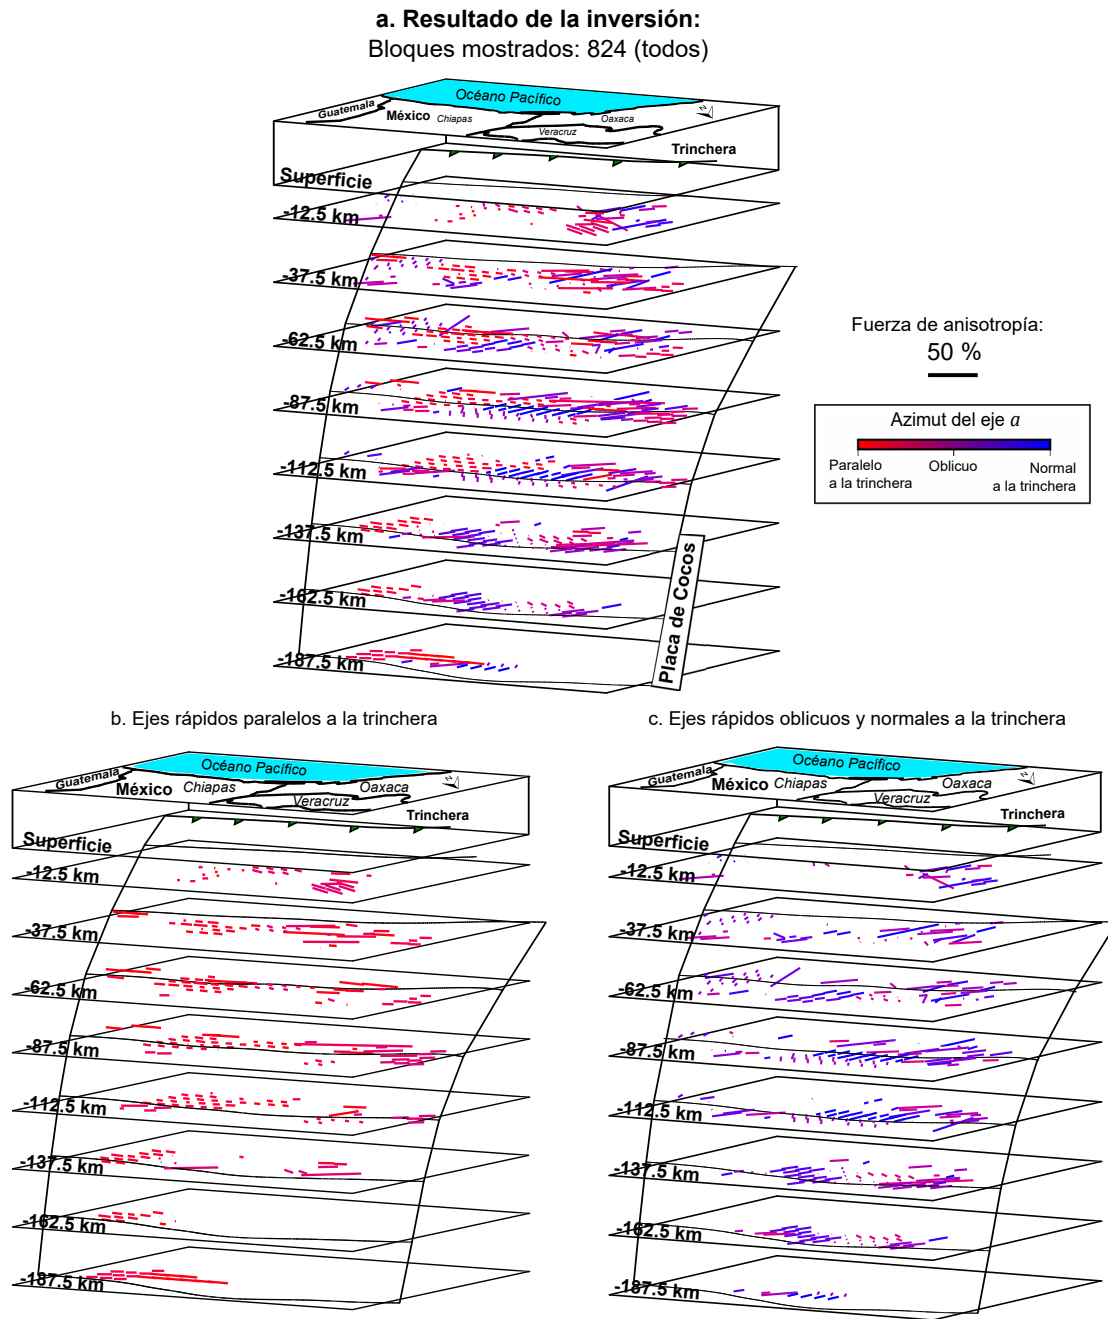 a. Resultado de la inversión:
Bloques mostrados: 824 (todos)
Océano Pacífico
Guatemala
México
Chiapas
Oaxaca
Veracruz
N
Trinchera
Superficie
-12.5 km
-37.5 km
-62.5 km
-87.5 km
-112.5 km
-137.5 km
-162.5 km
-187.5 km
Placa de Cocos
Fuerza de anisotropía:
50 %
Azimut del eje a
Paralelo
a la trinchera
Oblicuo
Normal
a la trinchera
b. Ejes rápidos paralelos a la trinchera
Océano Pacífico
Guatemala
México
Chiapas
Oaxaca
Veracruz
N
Trinchera
Superficie
-12.5 km
-37.5 km
-62.5 km
-87.5 km
-112.5 km
-137.5 km
-162.5 km
-187.5 km
c. Ejes rápidos oblicuos y normales a la trinchera
Océano Pacífico
Guatemala
México
Chiapas
Oaxaca
Veracruz
N
Trinchera
Superficie
-12.5 km
-37.5 km
-62.5 km
-87.5 km
-112.5 km
-137.5 km
-162.5 km
-187.5 km